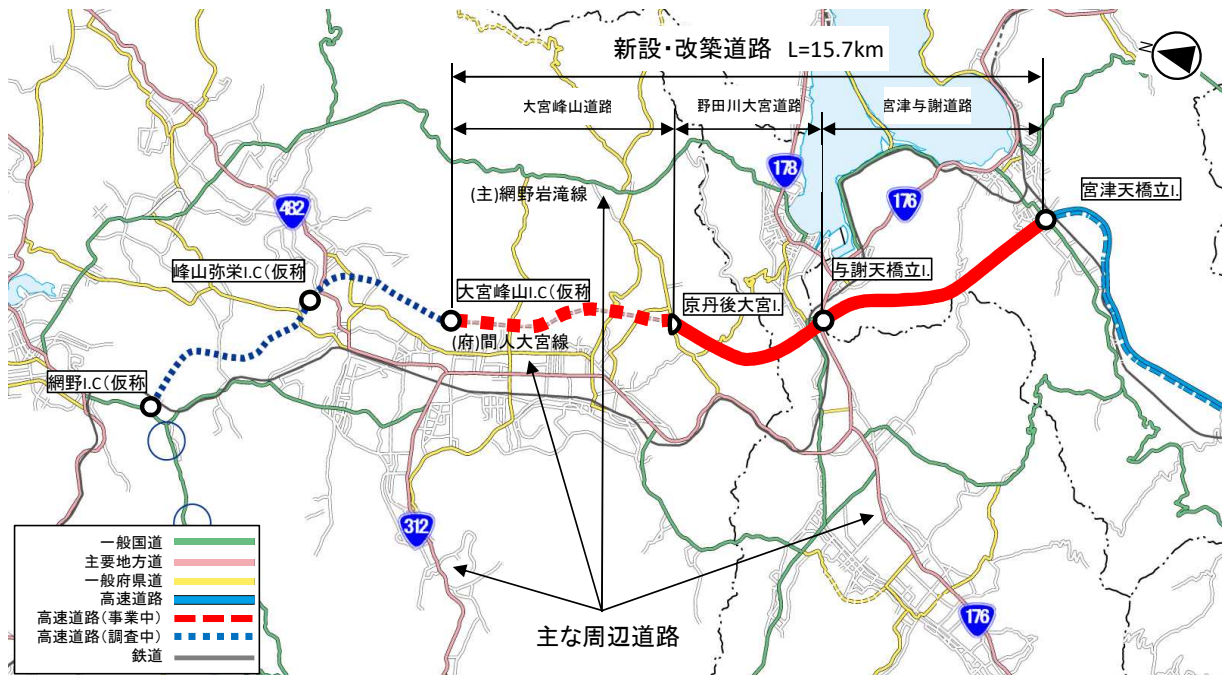 新設・改築道路 L=15.7km
N
大宮峰山道路
野田川大宮道路
宮津与謝道路
178
(主)網野岩滝線
482
176
宮津天橋立I.
峰山弥栄I.C(仮称
大宮峰山I.C(仮称
与謝天橋立I.
京丹後大宮I.
(府)間人大宮線
網野I.C(仮称
312
176
主な周辺道路
一般国道
主要地方道
一般府県道
高速道路
高速道路(事業中)
高速道路(調査中)
鉄道